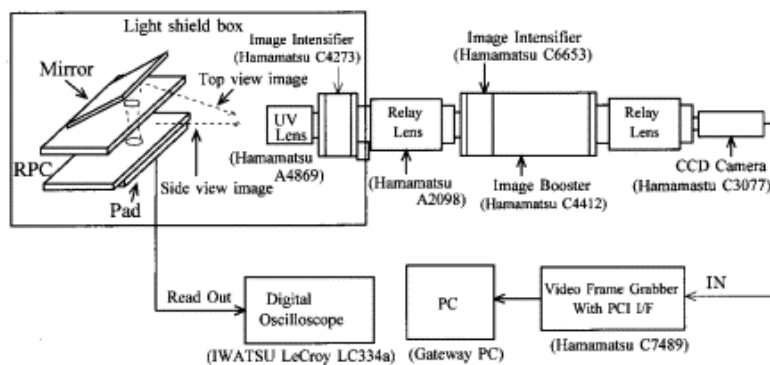 Light shield box
Mirror
Top view image
RPC
Pad
Side view image
UV
Lens
(Hamamatsu
A4869)
Image Intensifier
(Hamamatsu C4273)
Relay
Lens
(Hamamatsu
A2098)
Image Intensifier
(Hamamatsu C6653)
Image Booster
(Hamamatsu C4412)
Relay
Lens
CCD Camera
(Hamamastu C3077)
Read Out
Digital
Oscilloscope
(IWATSU LeCroy LC334a)
PC
(Gateway PC)
Video Frame Grabber
With PCI I/F
(Hamamatsu C7489)
IN